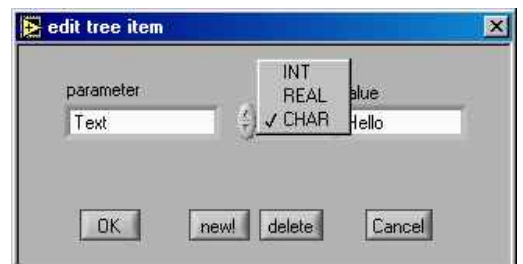 edit tree item
INT
parameter REAL alue
Text ✓ CHAR Hello
OK new! delete Cancel